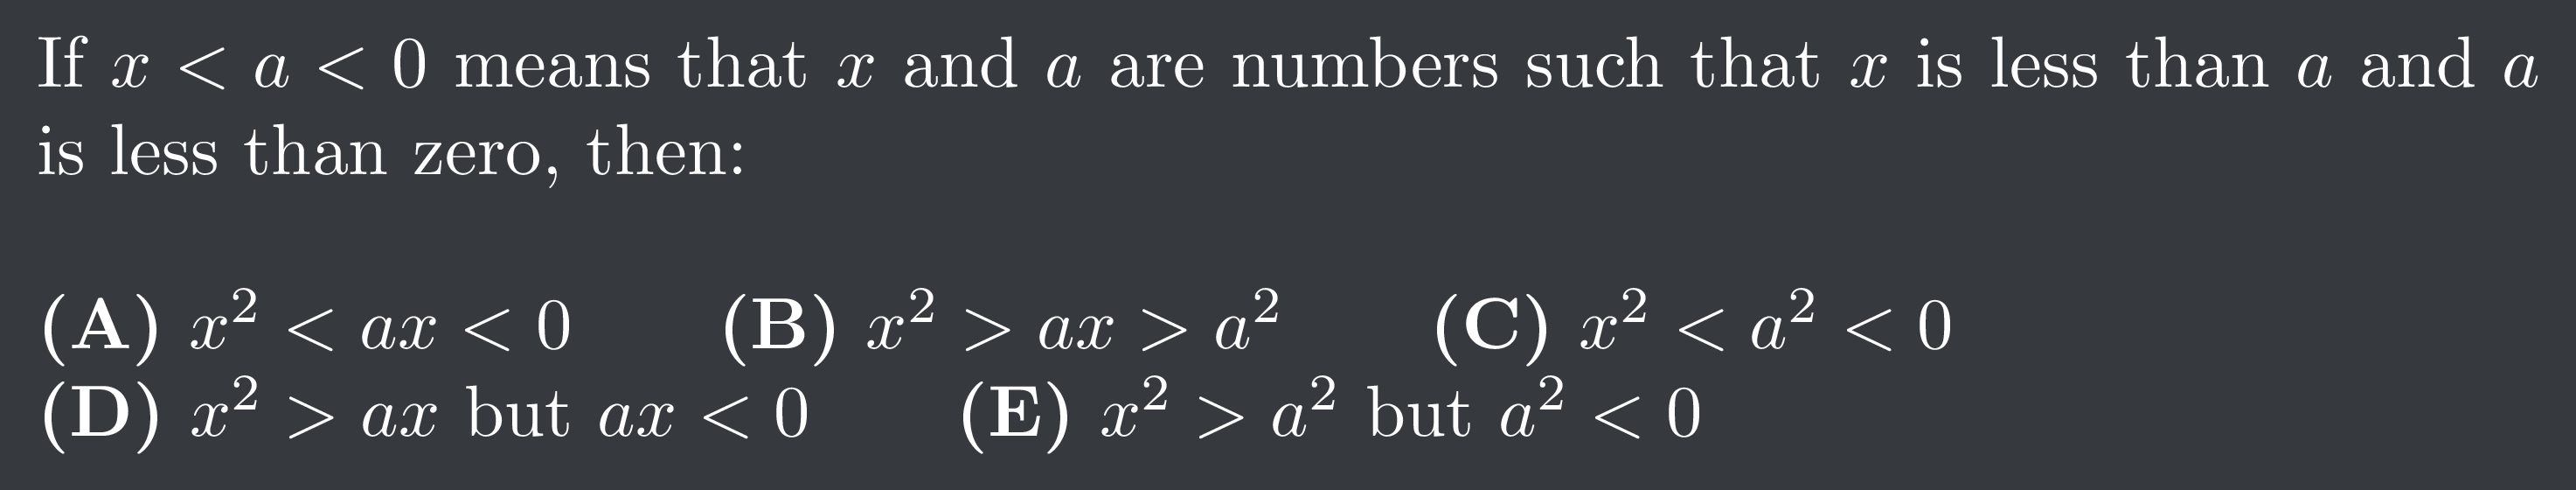 If x < a < 0 means that x and a are numbers such that x is less than a and a
is less than zero, then:
(A) x² < ax < 0 (B) x² > ax > a² (C) x² < a² < 0
(D) x² > ax but ax < 0 (E) x² > a² but a² < 0